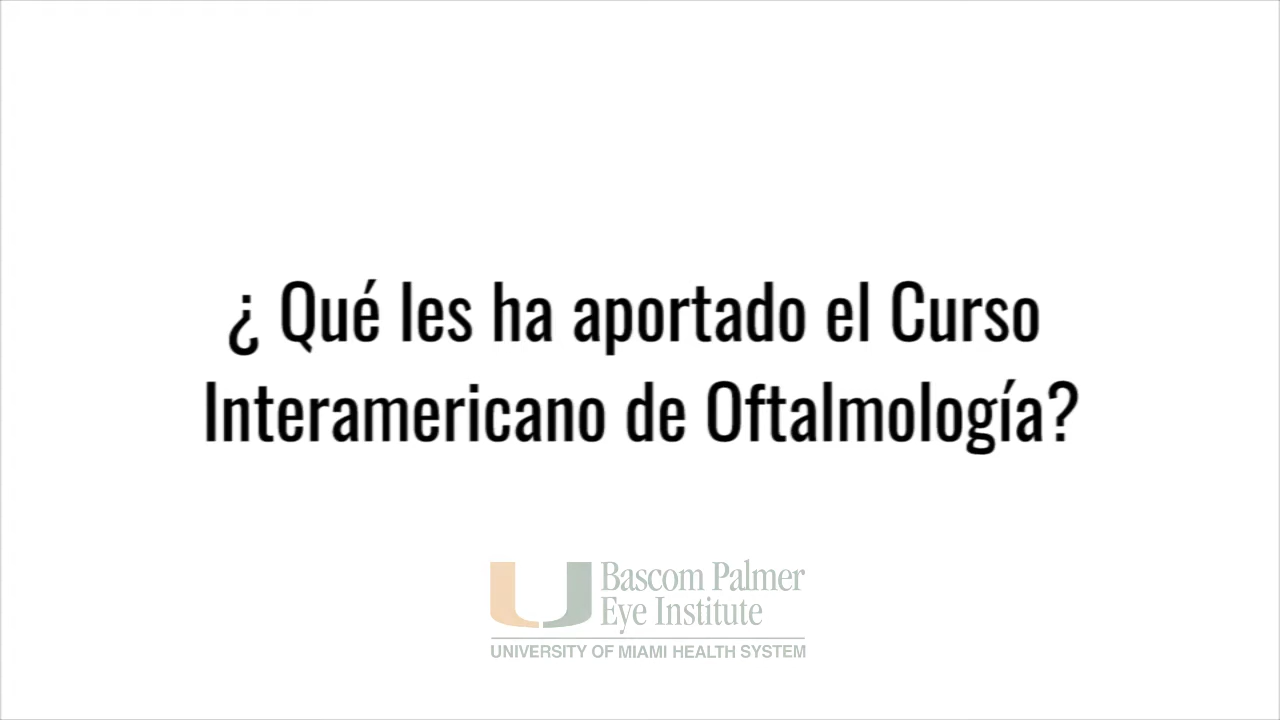 ¿ Qué les ha aportado el Curso
Interamericano de Oftalmología?
Bascom Palmer
Eye Institute
UNIVERSITY OF MIAMI HEALTH SYSTEM